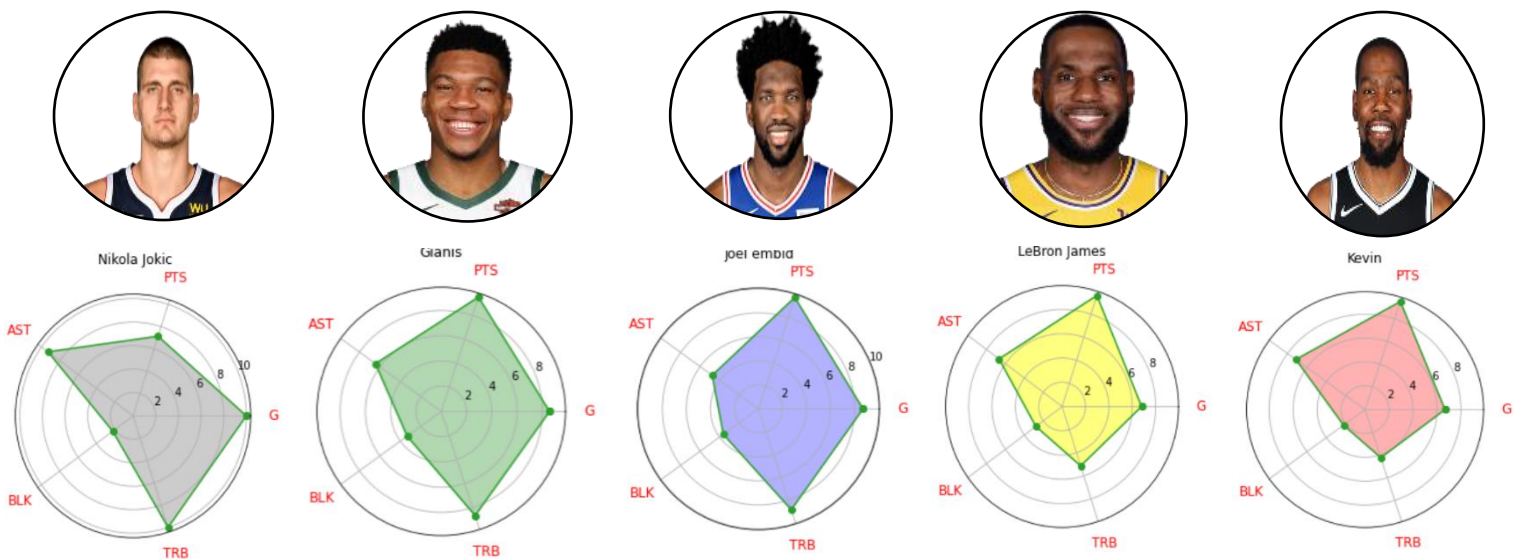 WU
Nikola Jokic
PTS
AST
10
8
6
4
2
G
BLK
TRB
Gianis
PTS
AST
8
6
4
2
G
BLK
TRB
Joel embid
PTS
AST
10
8
6
4
2
G
BLK
TRB
LeBron James
PTS
AST
8
6
4
2
G
BLK
TRB
Kevin
PTS
AST
8
6
4
2
G
BLK
TRB